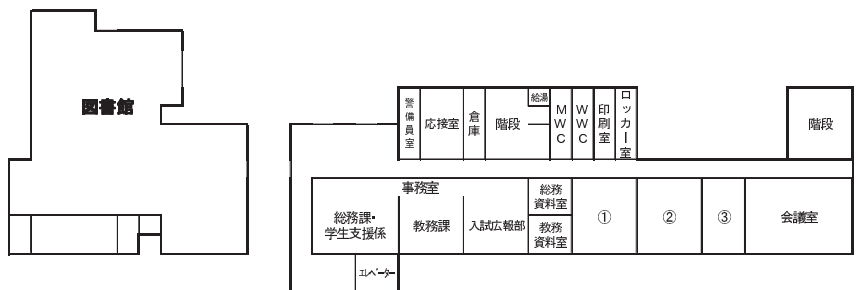 図書館
警備員室
応接室
倉庫
階段
給湯
MWC
WWC
印刷室
ロッカー室
階段
事務室
総務課・
学生支援係
教務課
入試広報部
総務
資料室
教務
資料室
①
②
③
会議室
エレベーター